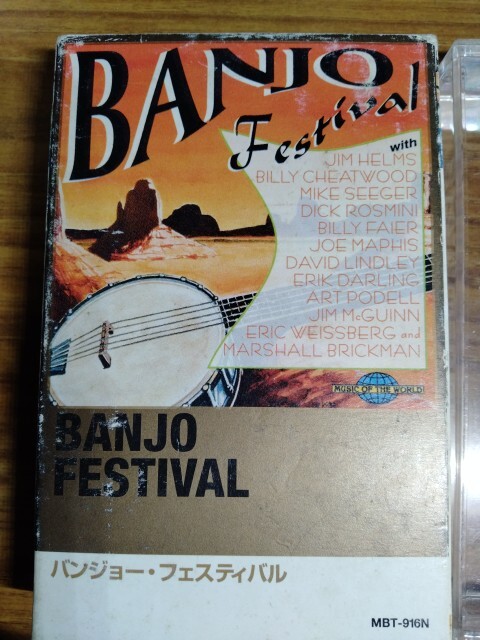 BANJO
Festival
with
JIM HELMS
BILLY CHEATWOOD
MIKE SEEGER
DICK ROSMINI
BILLY FAIER
JOE MAPHIS
DAVID LINDLEY
ERIK DARLING
ART PODELL
JIM McGUINN
ERIC WEISSBERG and
MARSHALL BRICKMAN
MUSIC OF THE WORLD
BANJO
FESTIVAL
バンジョー・フェスティバル
MBT-916N